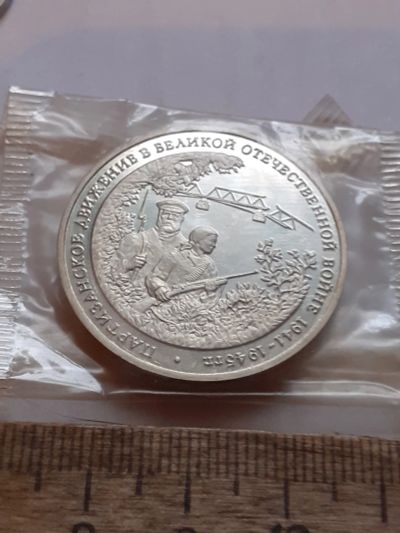 ПАРТИЗАНСКОЕ ДВИЖЕНИЕ В ВЕЛИКОЙ ОТЕЧЕСТВЕННОЙ ВОЙНЕ 1941-1945гг.